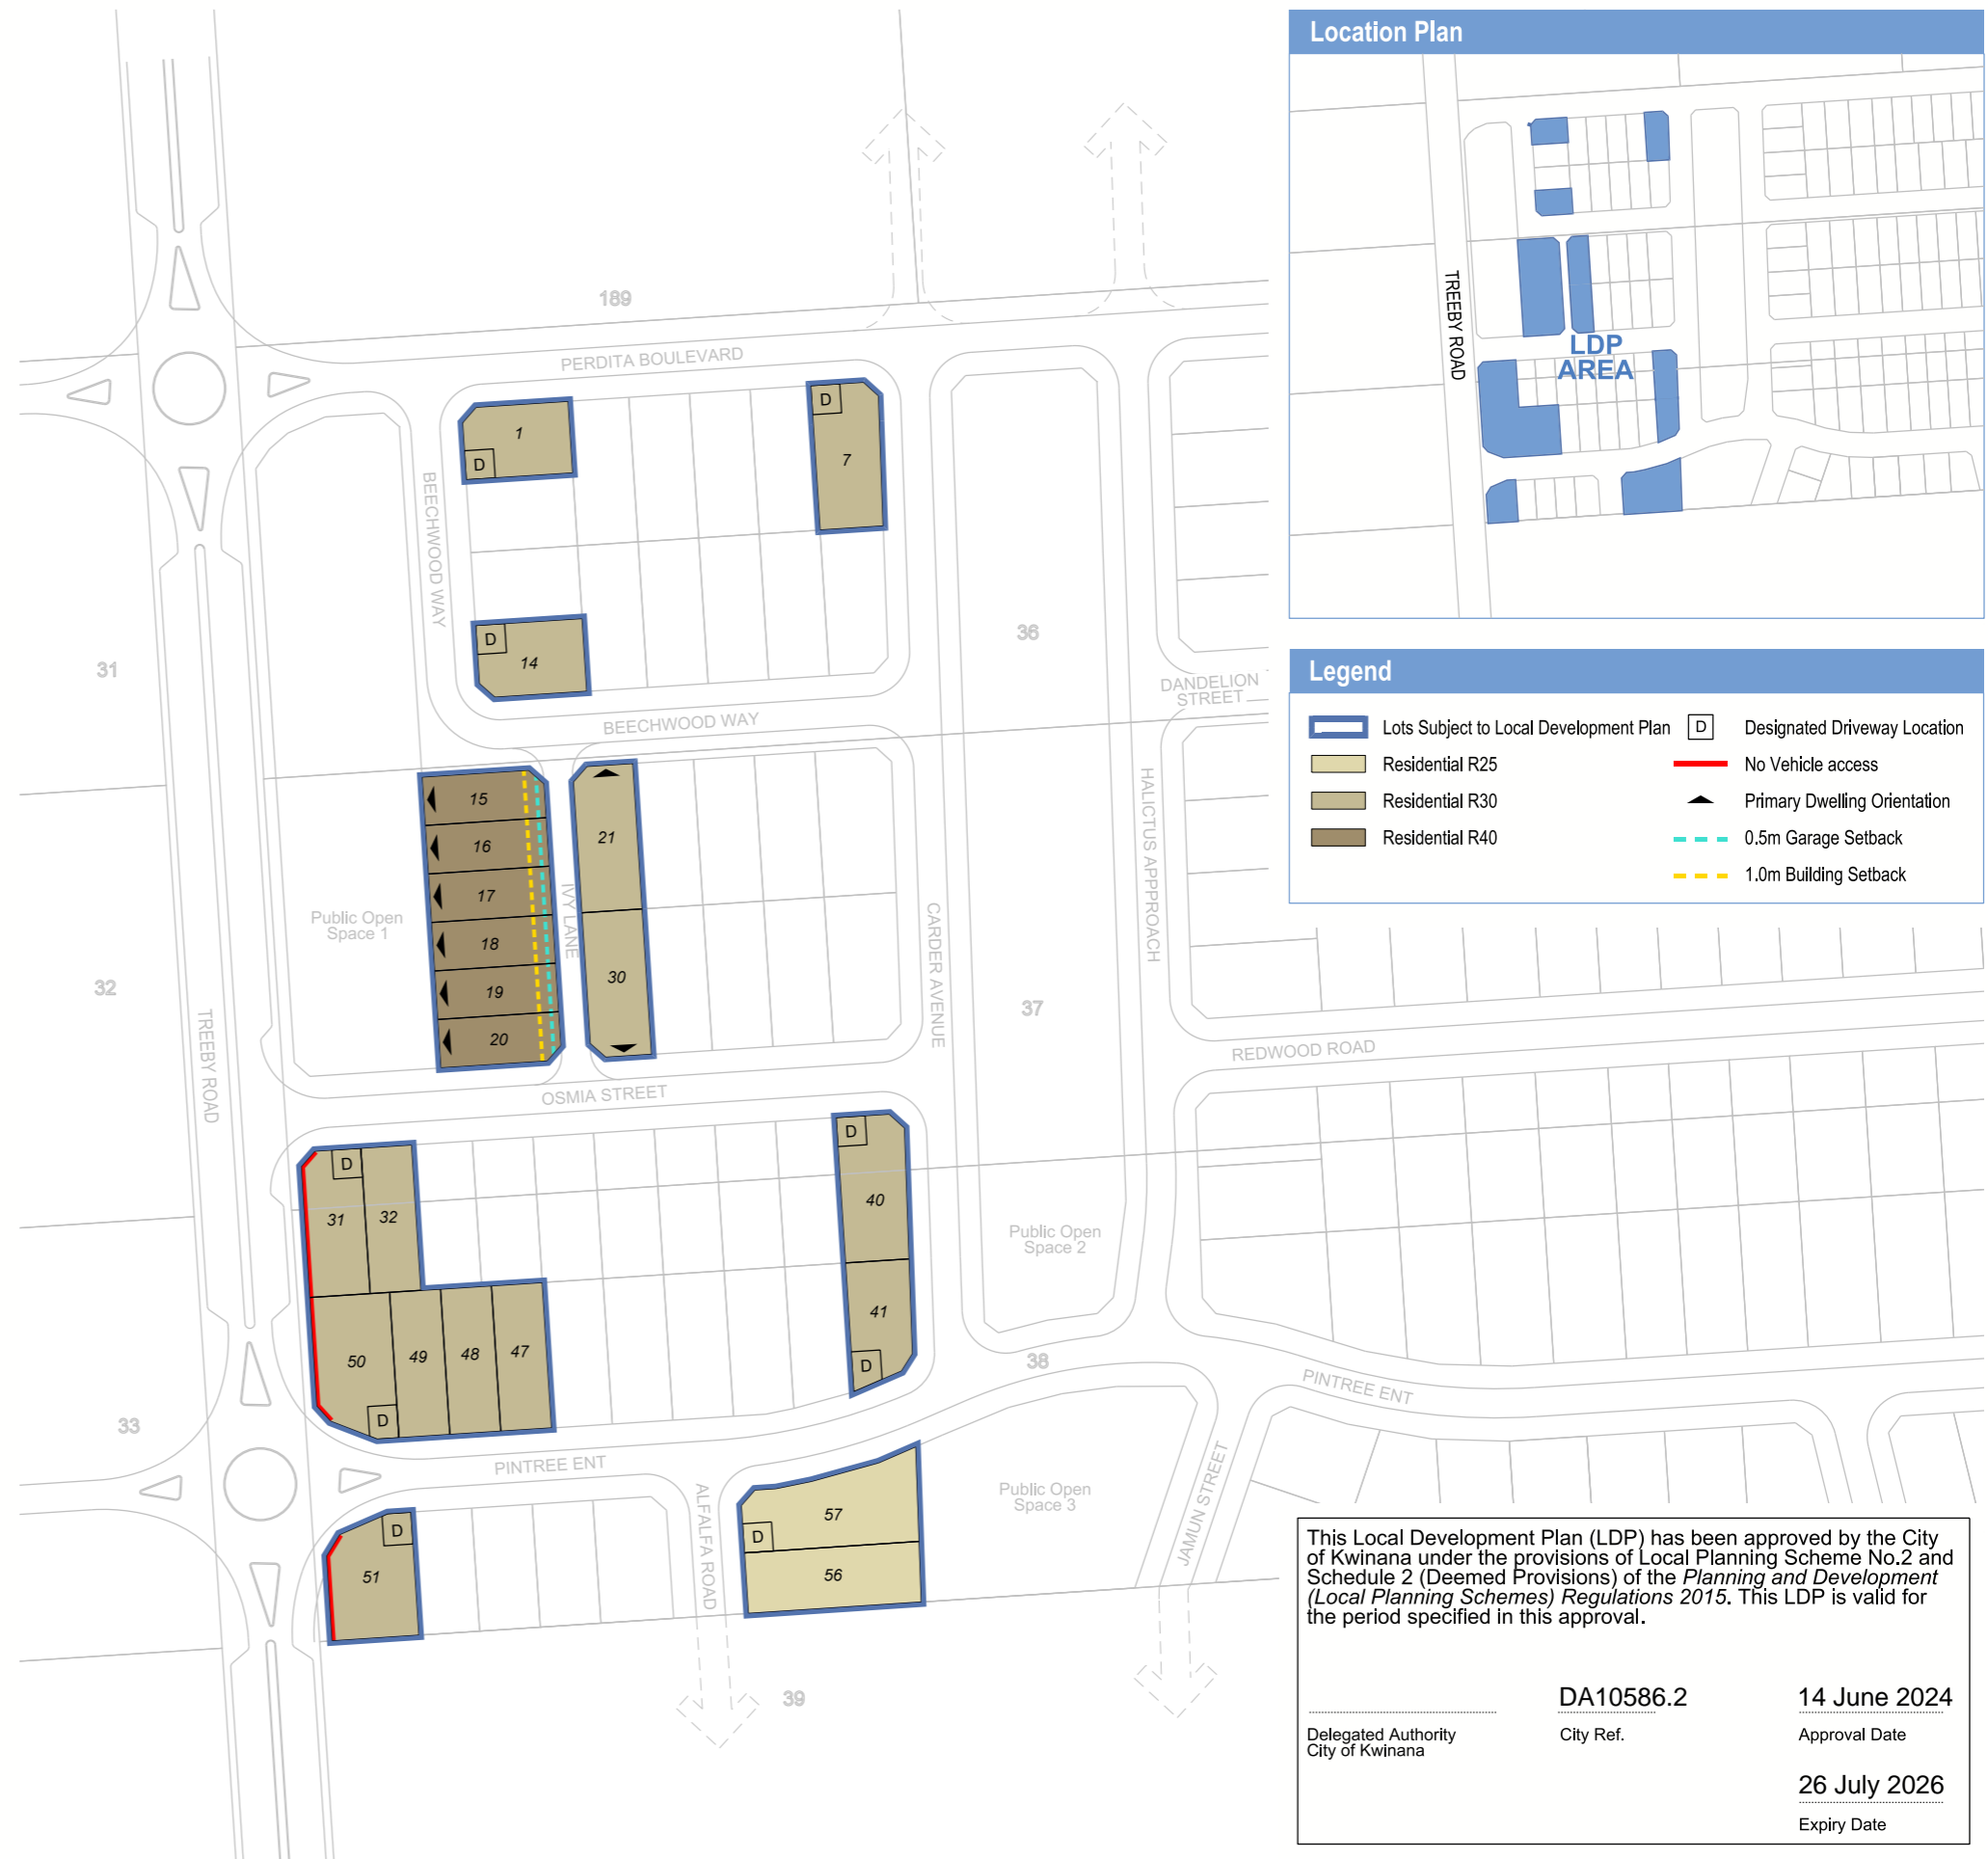 Location Plan
TREEBY ROAD
LDP
AREA
Legend
Lots Subject to Local Development Plan
Residential R25
Residential R30
Residential R40
D
Designated Driveway Location
No Vehicle access
Primary Dwelling Orientation
0.5m Garage Setback
1.0m Building Setback
189
PERDITA BOULEVARD
1
D
D
7
BEECHWOOD WAY
D
14
31
36
DANDELION
STREET
BEECHWOOD WAY
15
16
17
18
19
20
21
30
IVY LANE
Public Open
Space 1
32
37
CARDER AVENUE
HALICTUS APPPROACH
TREEBY ROAD
REDWOOD ROAD
OSMIA STREET
D
31
32
D
40
41
D
Public Open
Space 2
50
49
48
47
D
38
33
PINTREE ENT
PINTREE ENT
ALFALFA ROAD
JAMUN STREET
Public Open
Space 3
D
51
57
D
56
39
This Local Development Plan (LDP) has been approved by the City
of Kwinana under the provisions of Local Planning Scheme No.2 and
Schedule 2 (Deemed Provisions) of the Planning and Development
(Local Planning Schemes) Regulations 2015. This LDP is valid for
the period specified in this approval.
DA10586.2
14 June 2024
Delegated Authority
City of Kwinana
City Ref.
Approval Date
26 July 2026
Expiry Date